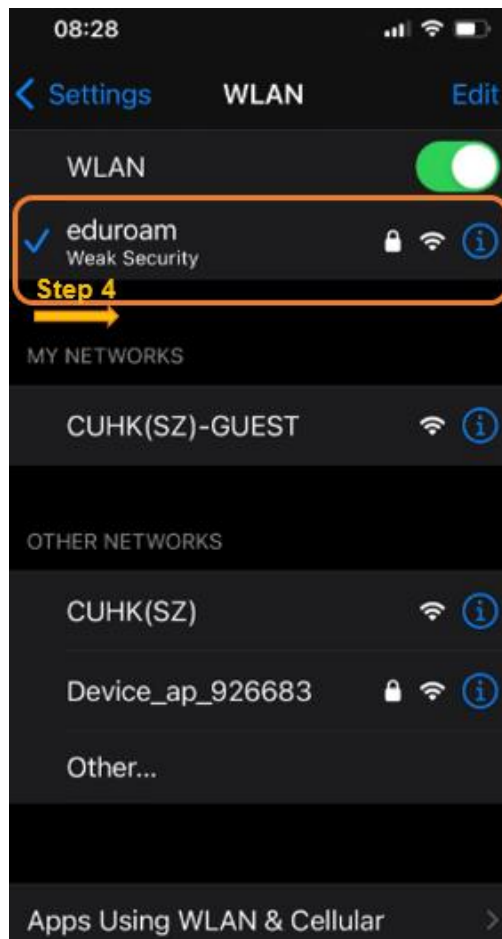 08:28
Settings WLAN Edit
WLAN
eduroam
Weak Security
Step 4
MY NETWORKS
CUHK(SZ)-GUEST
OTHER NETWORKS
CUHK(SZ)
Device_ap_926683
Other...
Apps Using WLAN & Cellular